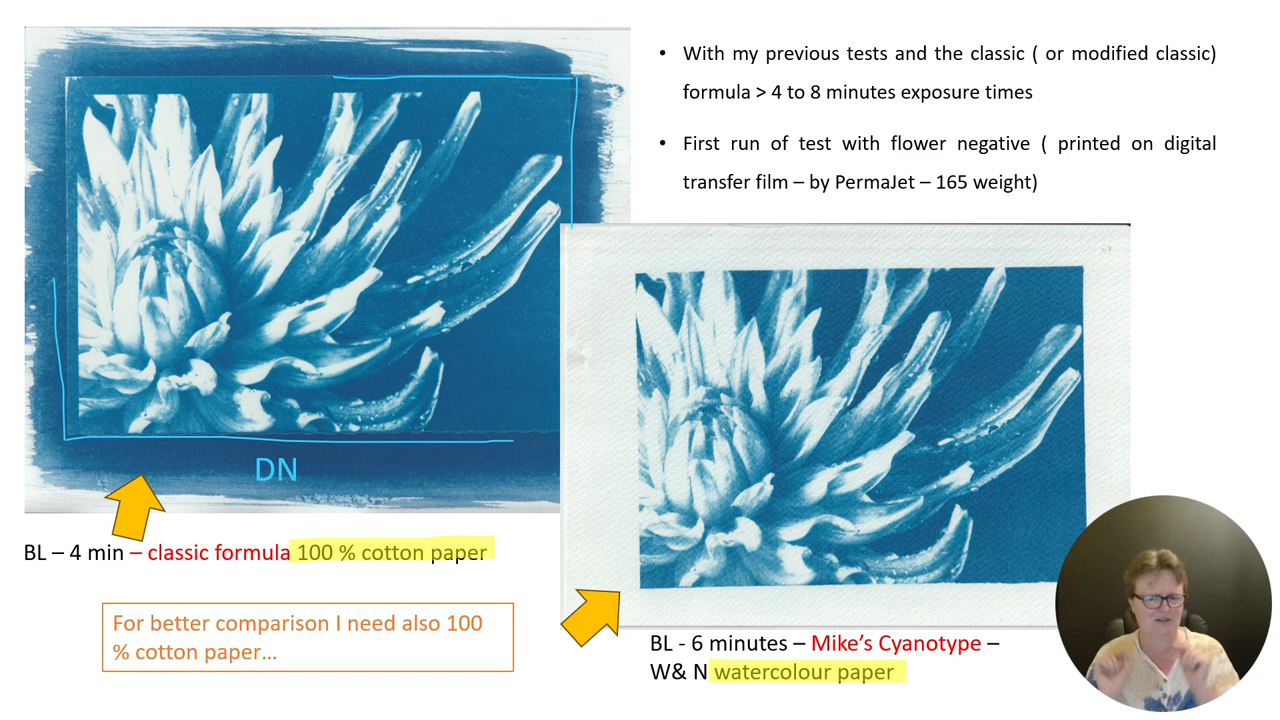 • With my previous tests and the classic ( or modified classic)
formula > 4 to 8 minutes exposure times
• First run of test with flower negative ( printed on digital
transfer film – by PermaJet – 165 weight)
DN
BL – 4 min – classic formula 100 % cotton paper
For better comparison I need also 100
% cotton paper…
BL - 6 minutes – Mike’s Cyanotype –
W& N watercolour paper